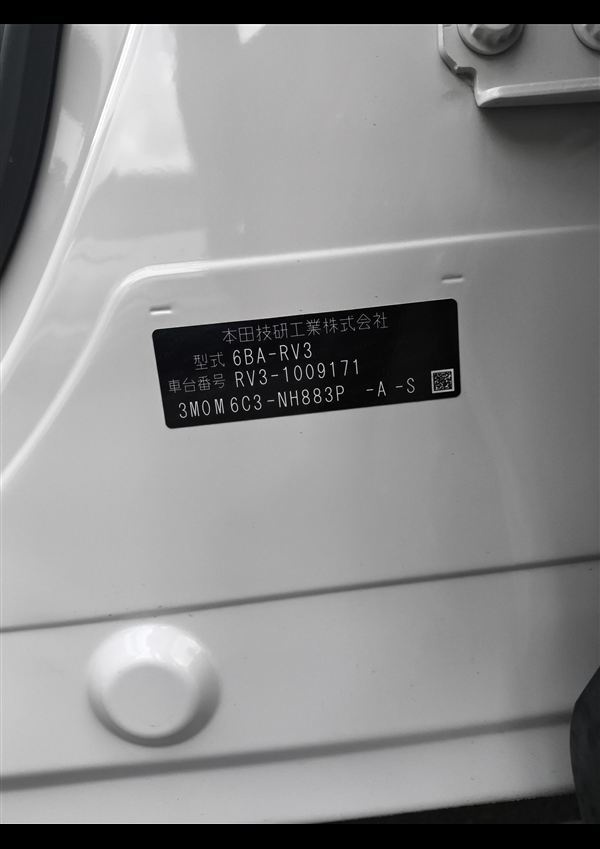 本田技研工業株式会社
型式 6BA-RV3
車台番号 RV3-1009171
3M0M6C3-NH883P -A-S